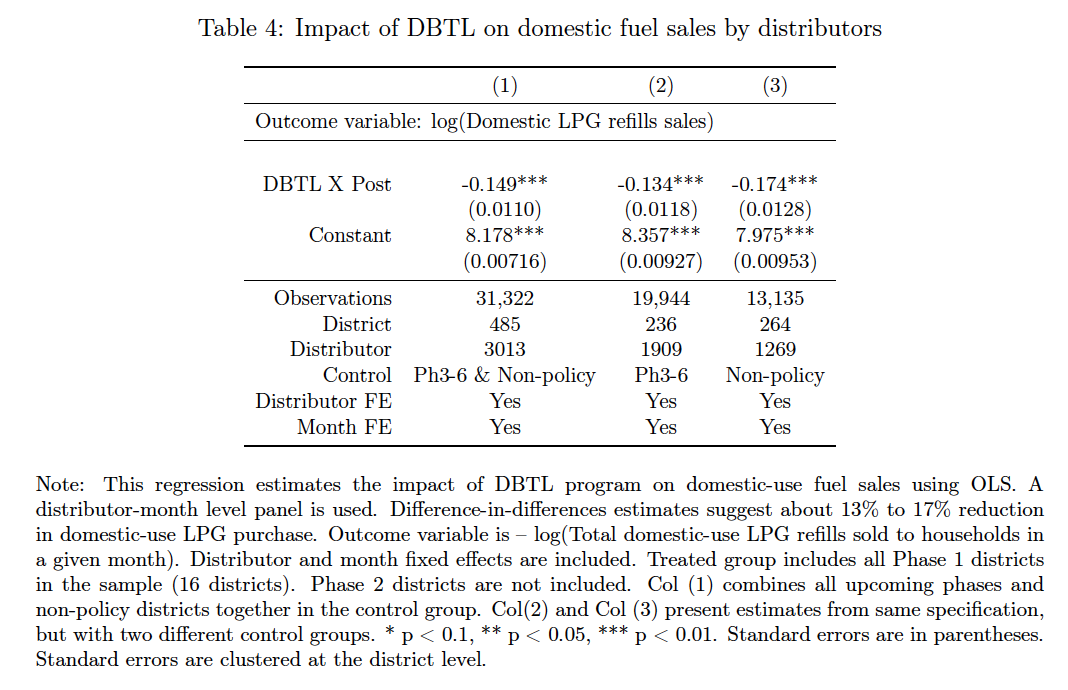 Table 4: Impact of DBTL on domestic fuel sales by distributors
(1) (2) (3)
Outcome variable: log(Domestic LPG refills sales)
DBTL X Post -0.149*** -0.134*** -0.174***
(0.0110) (0.0118) (0.0128)
Constant 8.178*** 8.357*** 7.975***
(0.00716) (0.00927) (0.00953)
Observations 31,322 19,944 13,135
District 485 236 264
Distributor 3013 1909 1269
Control Ph3-6 & Non-policy Ph3-6 Non-policy
Distributor FE Yes Yes Yes
Month FE Yes Yes Yes
Note: This regression estimates the impact of DBTL program on domestic-use fuel sales using OLS. A
distributor-month level panel is used. Difference-in-differences estimates suggest about 13% to 17% reduction
in domestic-use LPG purchase. Outcome variable is – log(Total domestic-use LPG refills sold to households in
a given month). Distributor and month fixed effects are included. Treated group includes all Phase 1 districts
in the sample (16 districts). Phase 2 districts are not included. Col (1) combines all upcoming phases and
non-policy districts together in the control group. Col(2) and Col (3) present estimates from same specification,
but with two different control groups. * p < 0.1, ** p < 0.05, *** p < 0.01. Standard errors are in parentheses.
Standard errors are clustered at the district level.